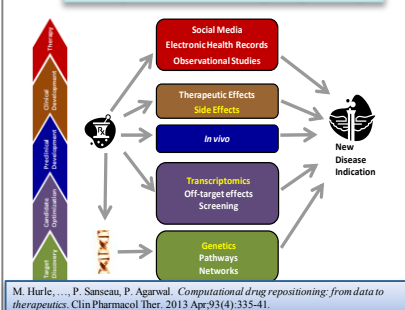 Social Media
Electronic Health Records
Observational Studies
Therapeutic Effects
Side Effects
In vivo
Transcriptomics
Off-target effects
Screening
Genetics
Pathways
Networks
Therapy
Clinical
Development
Preclinical
Development
Candidate
Optimization
Target
Discovery
Rx
New
Disease
Indication
M. Hurle, …, P. Sanseau, P. Agarwal. Computational drug repositioning: from data to
therapeutics. Clin Pharmacol Ther. 2013 Apr;93(4):335-41.